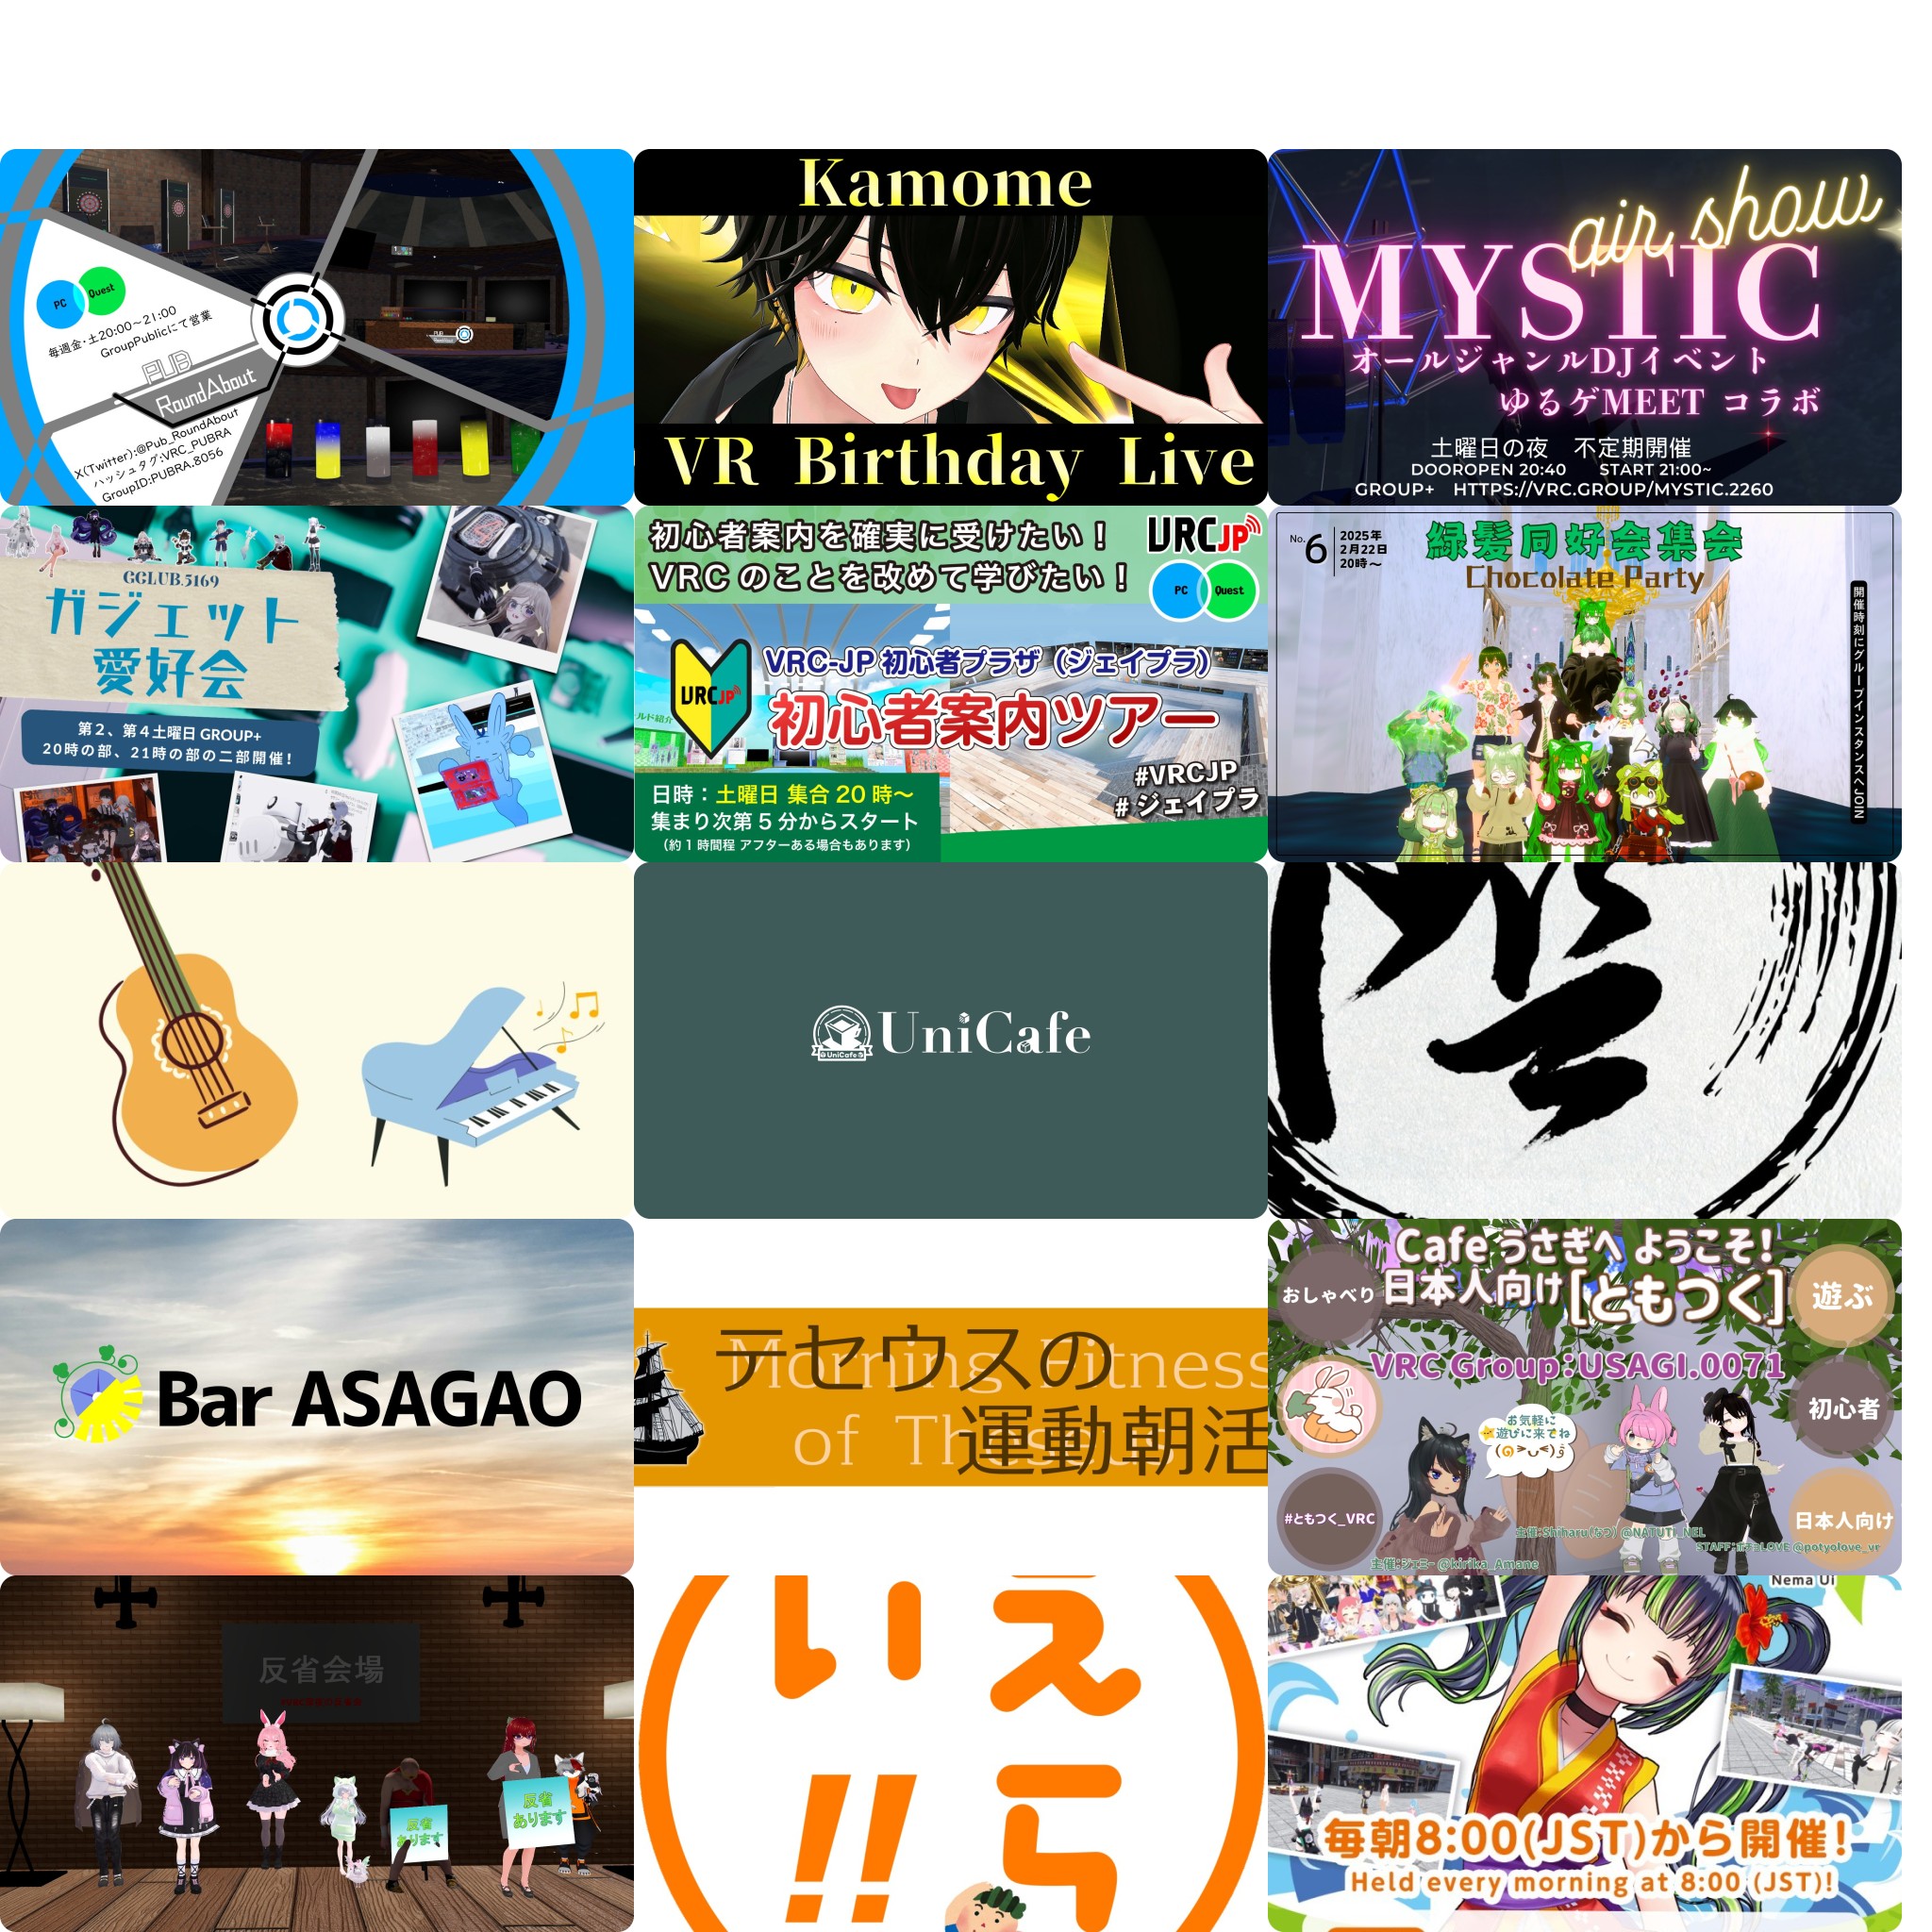 PC Quest
毎週金・土20:00～21:00
GroupPublicにて営業
PUB
RoundAbout
X(Twitter):@Pub_RoundAbout
ハッシュタグ:VRC_PUBRA
GroupID:PUBRA.8056
Kamome
VR Birthday Live
air show
MYSTIC
オールジャンルDJイベント
ゆるゲMEET コラボ
土曜日の夜 不定期開催
DOOROPEN 20:40 START 21:00~
GROUP+ HTTPS://VRC.GROUP/MYSTIC.2260
GCLUB.5169
ガジェット
愛好会
第２、第４土曜日 GROUP+
20時の部、21時の部の二部開催！
初心者案内を確実に受けたい！
VRCのことを改めて学びたい！
VRCJP
PC Quest
VRC-JP 初心者プラザ（ジェイプラ）
VRCJP
初心者案内ツアー
#VRCJP
#ジェイプラ
日時：土曜日 集合 20 時～
集まり次第 5 分からスタート
（約 1 時間程 アフターある場合もあります）
No.6
2025年
2月22日
20時～
緑髪同好会集会
Chocolate Party
開催時刻にグループインスタンスへJOIN
UniCafe
UniCafe
Bar ASAGAO
テセウスの
運動朝活
Morning Fitness
of Theseus
Cafe うさぎへ ようこそ！
日本人向け[ともつく]
おしゃべり
遊ぶ
VRC Group:USAGI.0071
初心者
お気軽に
遊びに来てね
#ともつく_VRC
日本人向け
主催:Shiharu(なつ) @NATUTI_NEL
STAFF:ポチョLOVE @potyolove_vr
主催:ジェミー @kirika_Amane
反省会場
反省
あります
反省
あります
えら
い!!
Nema Ui
毎朝8:00(JST)から開催！
Held every morning at 8:00 (JST)!